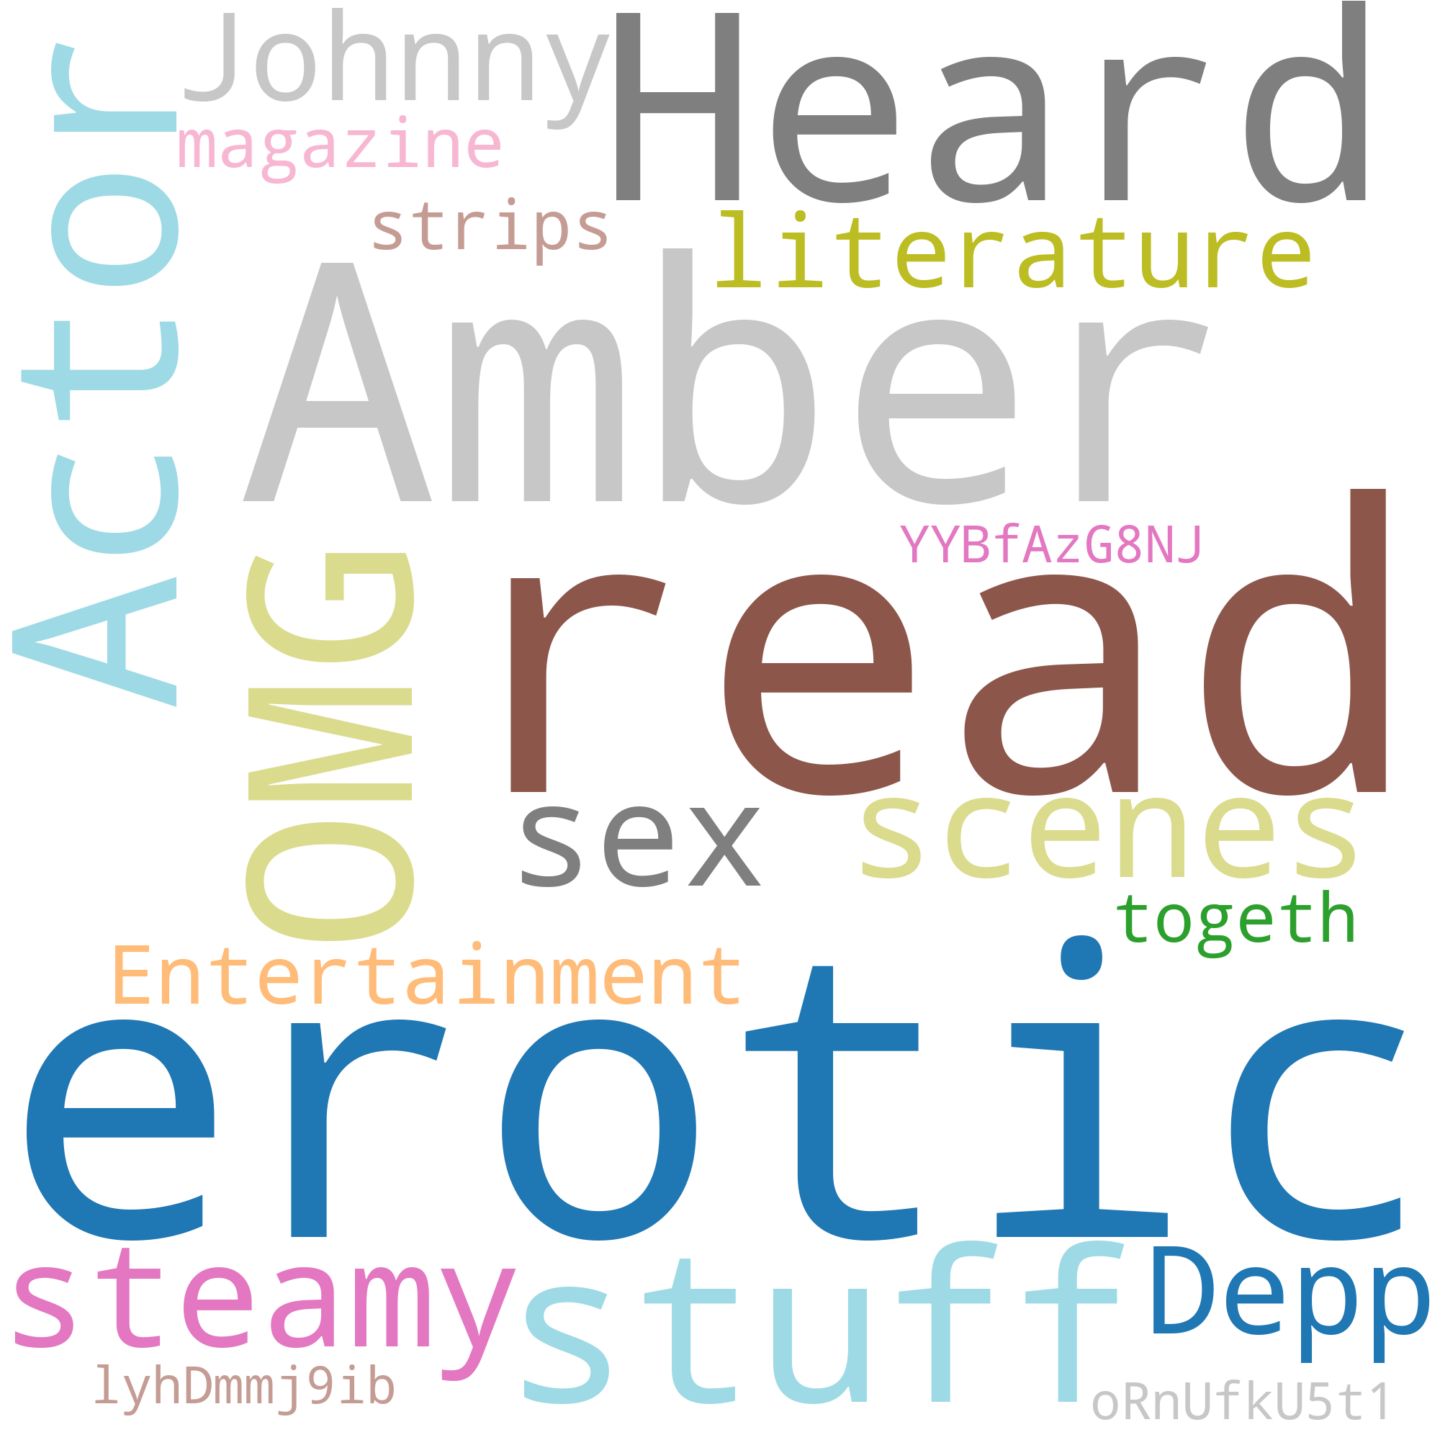 Johnny
Heard
magazine
strips
literature
Actor
Amber
YYBfAzG8NJ
OMG
read
sex
scenes
togeth
Entertainment
erotic
steamy
stuff
Depp
lyhDmmj9ib
oRnUfkU5t1